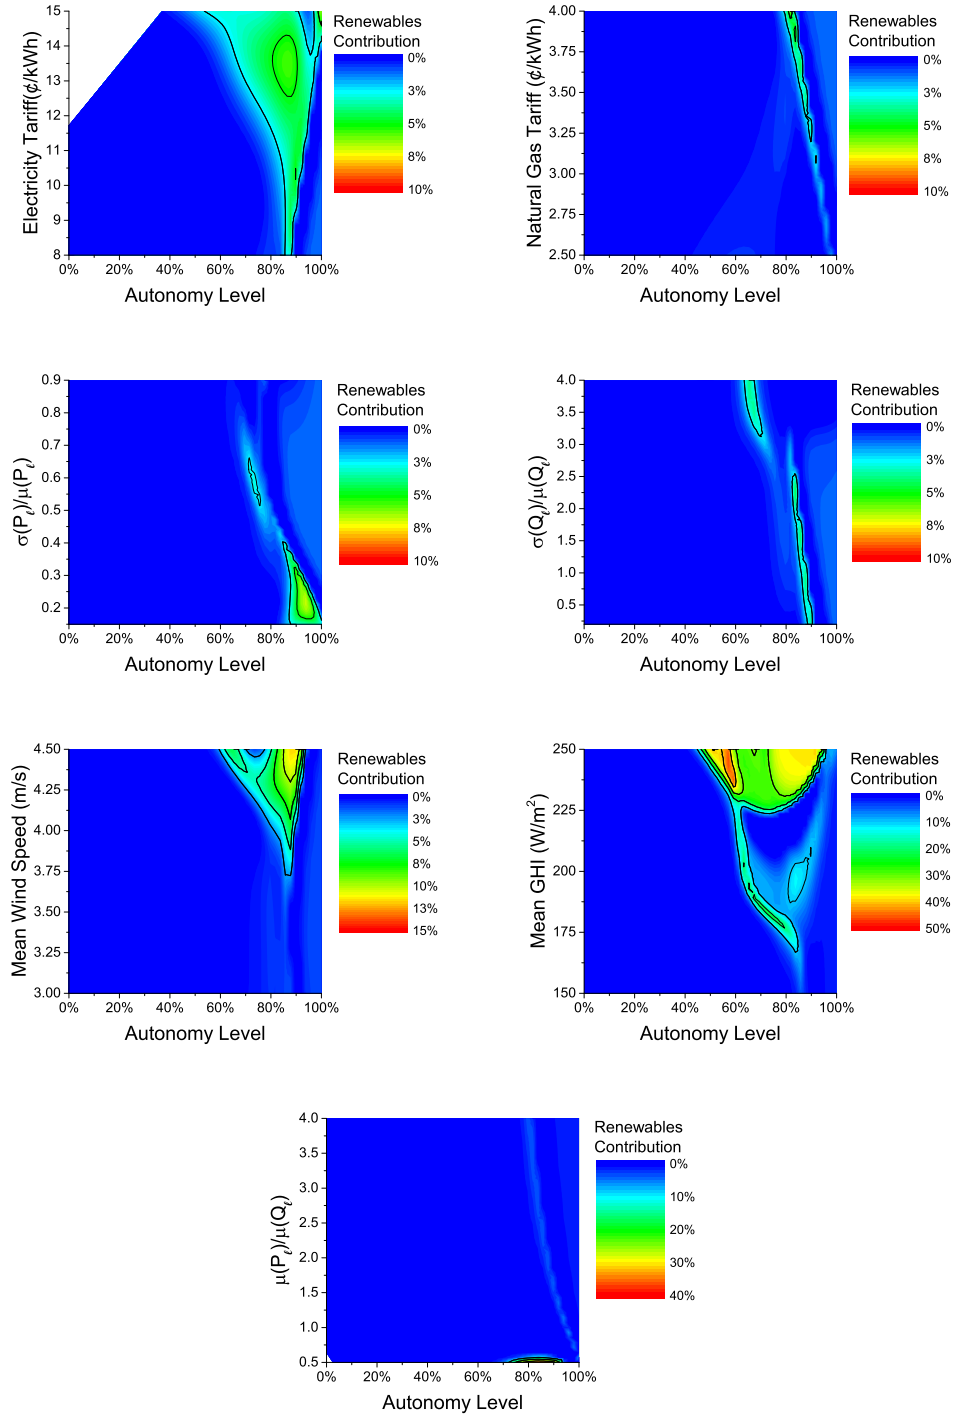 Electricity Tariff(¢/kWh)
15
14
13
12
11
10
9
8
0% 20% 40% 60% 80% 100%
Autonomy Level
Renewables
Contribution
0%
3%
5%
8%
10%
Natural Gas Tariff (¢/kWh)
4.00
3.75
3.50
3.25
3.00
2.75
2.50
0% 20% 40% 60% 80% 100%
Autonomy Level
Renewables
Contribution
0%
3%
5%
8%
10%
σ(Pℓ)/μ(Pℓ)
0.9
0.8
0.7
0.6
0.5
0.4
0.3
0.2
0% 20% 40% 60% 80% 100%
Autonomy Level
Renewables
Contribution
0%
3%
5%
8%
10%
σ(Qℓ)/μ(Qℓ)
4.0
3.5
3.0
2.5
2.0
1.5
1.0
0.5
0% 20% 40% 60% 80% 100%
Autonomy Level
Renewables
Contribution
0%
3%
5%
8%
10%
Mean Wind Speed (m/s)
4.50
4.25
4.00
3.75
3.50
3.25
3.00
0% 20% 40% 60% 80% 100%
Autonomy Level
Renewables
Contribution
0%
3%
5%
8%
10%
13%
15%
Mean GHI (W/m²)
250
225
200
175
150
0% 20% 40% 60% 80% 100%
Autonomy Level
Renewables
Contribution
0%
10%
20%
30%
40%
50%
μ(Pℓ)/μ(Qℓ)
4.0
3.5
3.0
2.5
2.0
1.5
1.0
0.5
0% 20% 40% 60% 80% 100%
Autonomy Level
Renewables
Contribution
0%
10%
20%
30%
40%